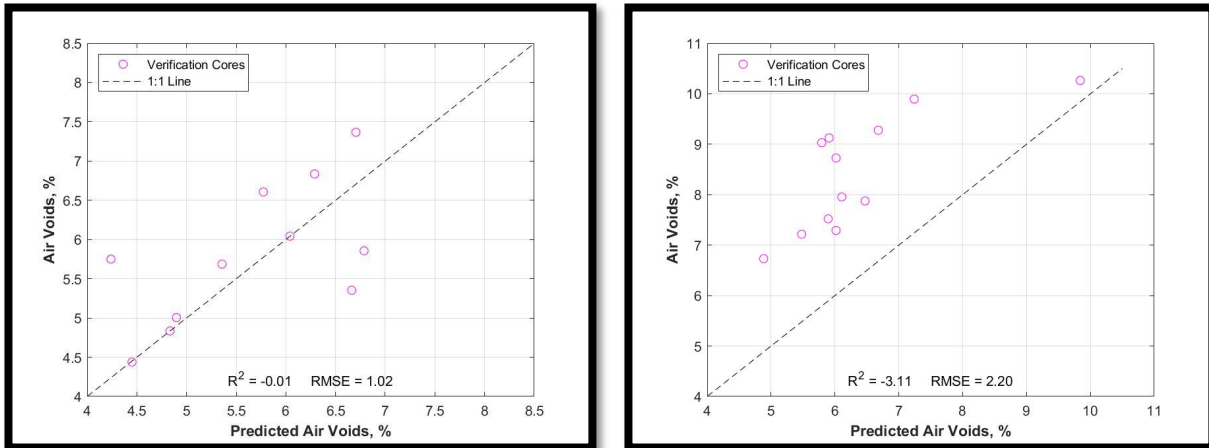 8.5
8
7.5
7
6.5
6
5.5
5
4.5
4
Air Voids, %
Verification Cores
1:1 Line
R² = -0.01 RMSE = 1.02
4 4.5 5 5.5 6 6.5 7 7.5 8 8.5
Predicted Air Voids, %
11
10
9
8
7
6
5
4
Air Voids, %
Verification Cores
1:1 Line
R² = -3.11 RMSE = 2.20
4 5 6 7 8 9 10 11
Predicted Air Voids, %